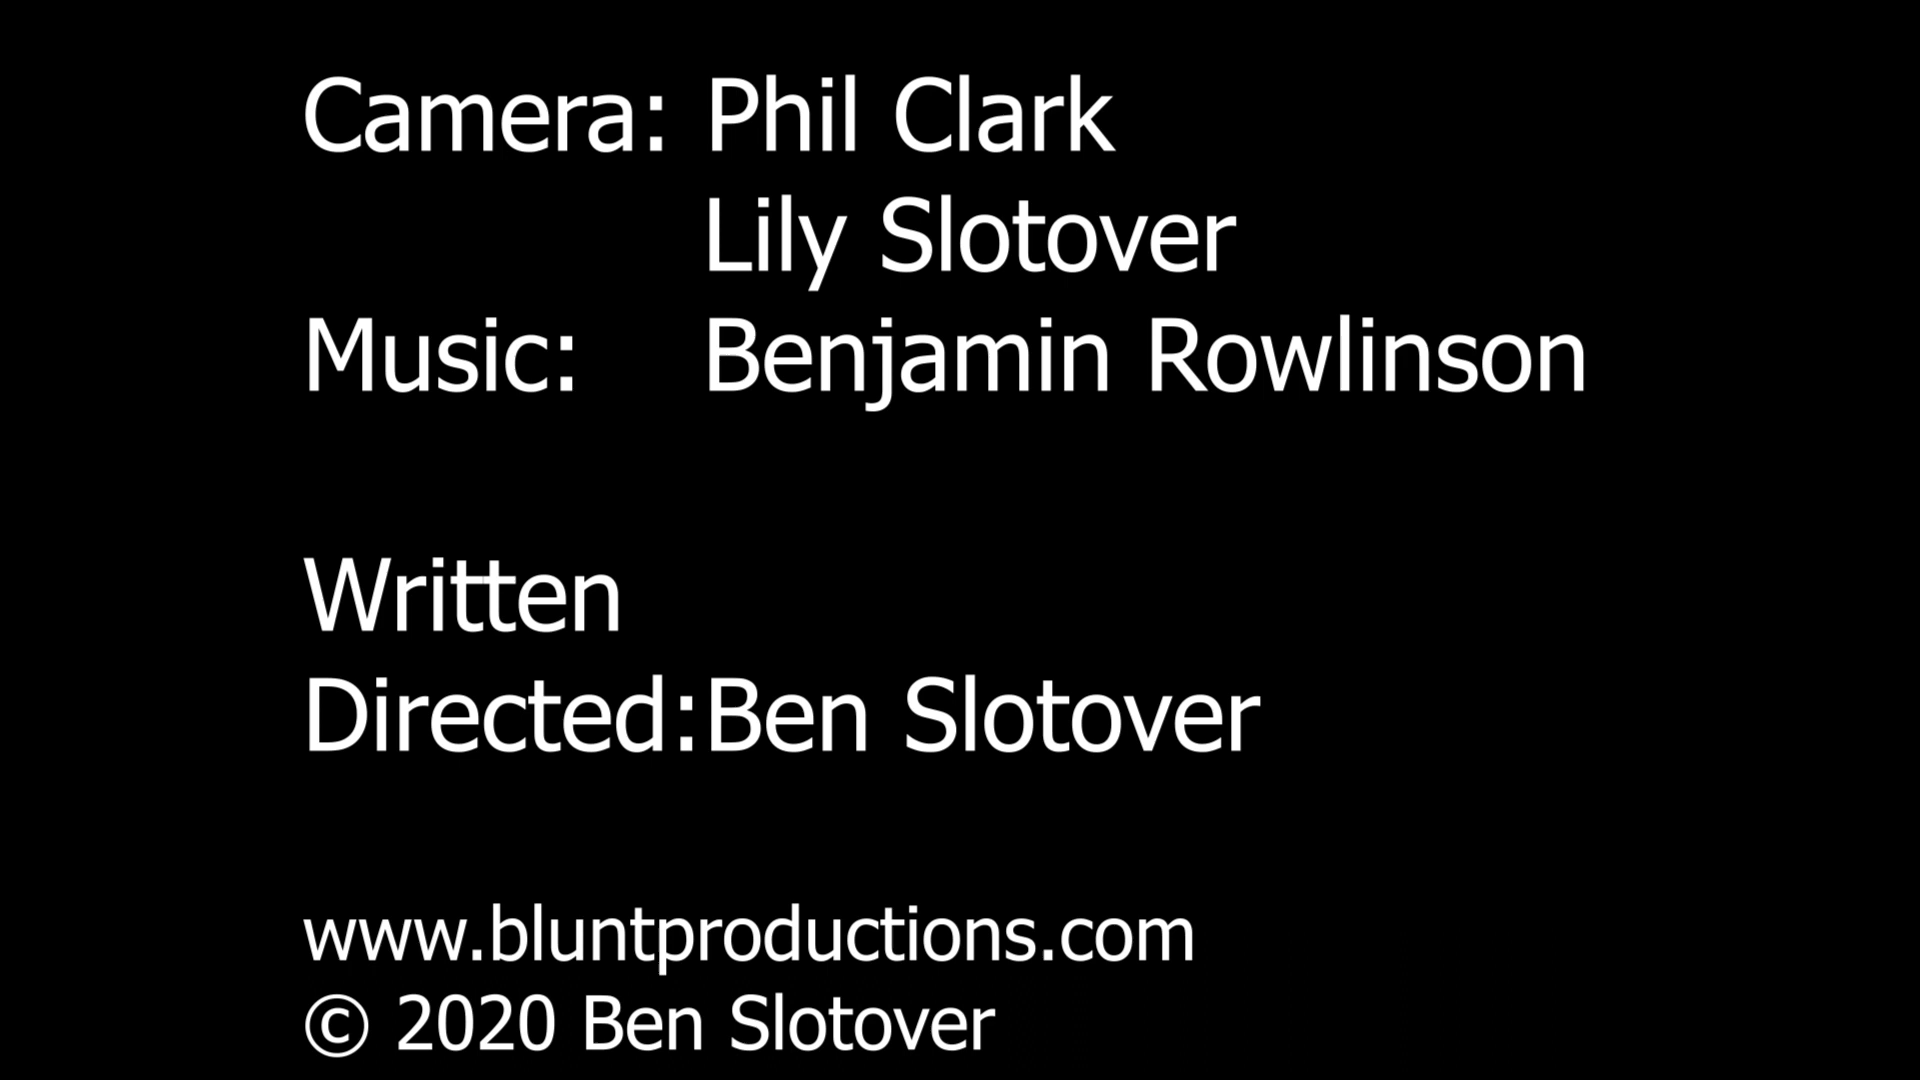 Camera: Phil Clark
Lily Slotover
Music: Benjamin Rowlinson
Written
Directed:Ben Slotover
www.bluntproductions.com
© 2020 Ben Slotover